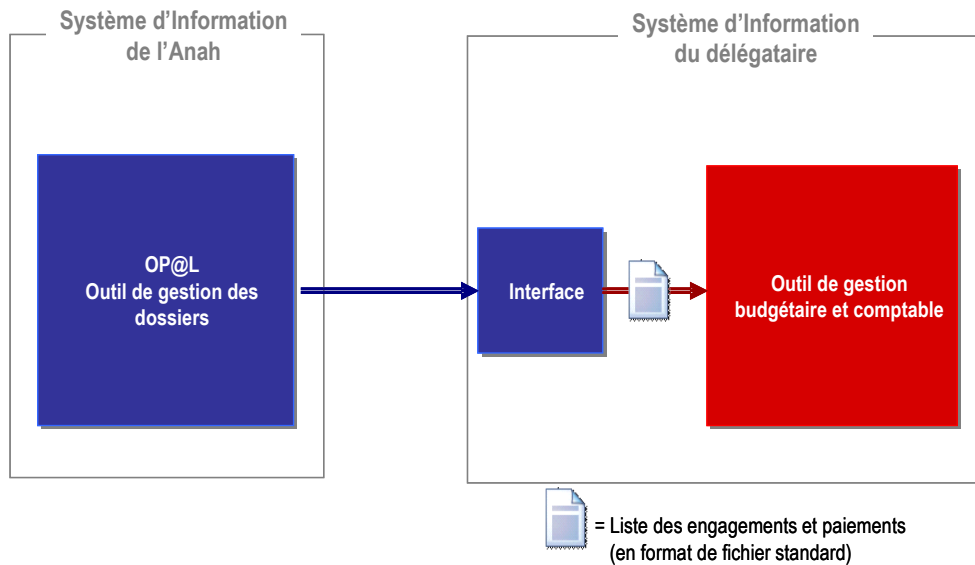 Système d'Information
de l'Anah
Système d'Information
du délégataire
OP@L
Outil de gestion des
dossiers
Interface
Outil de gestion
budgétaire et comptable
= Liste des engagements et paiements
(en format de fichier standard)